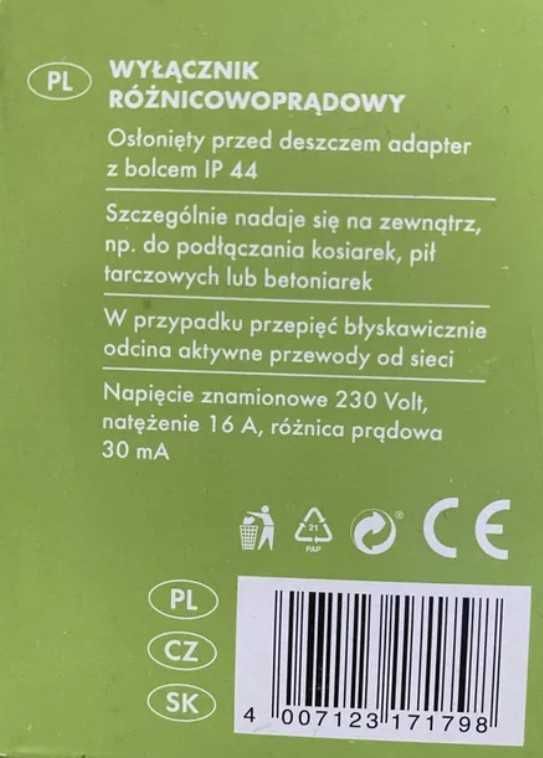 PL
WYŁĄCZNIK
RÓŻNICOWOPRĄDOWY
Osłonięty przed deszczem adapter
z bolcem IP 44
Szczególnie nadaje się na zewnątrz,
np. do podłączania kosiarek, pił
tarczowych lub betoniarek
W przypadku przepięć błyskawicznie
odcina aktywne przewody od sieci
Napięcie znamionowe 230 Volt,
natężenie 16 A, różnica prądowa
30 mA
21
PAP
®
CE
PL
CZ
SK
4 007123 171798